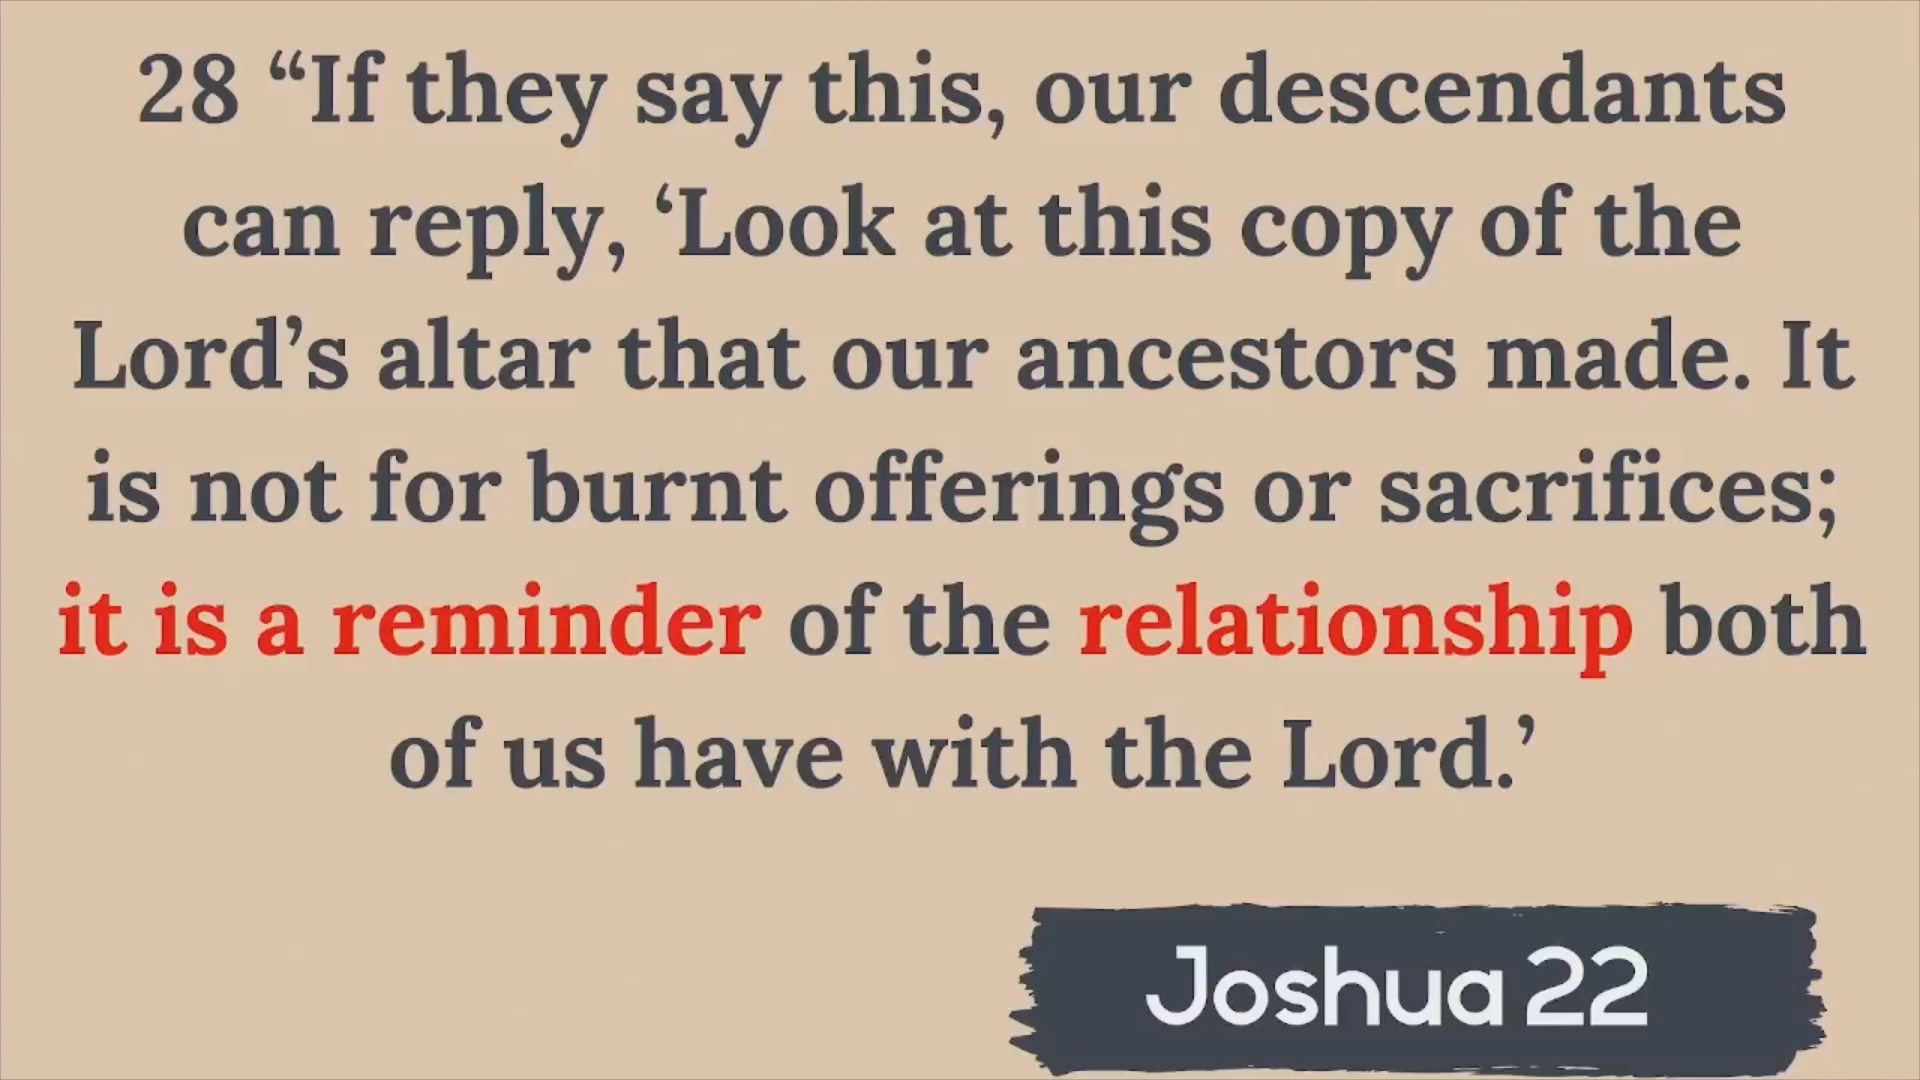 28 “If they say this, our descendants
can reply, ‘Look at this copy of the
Lord’s altar that our ancestors made. It
is not for burnt offerings or sacrifices;
it is a reminder of the relationship both
of us have with the Lord.’
Joshua 22